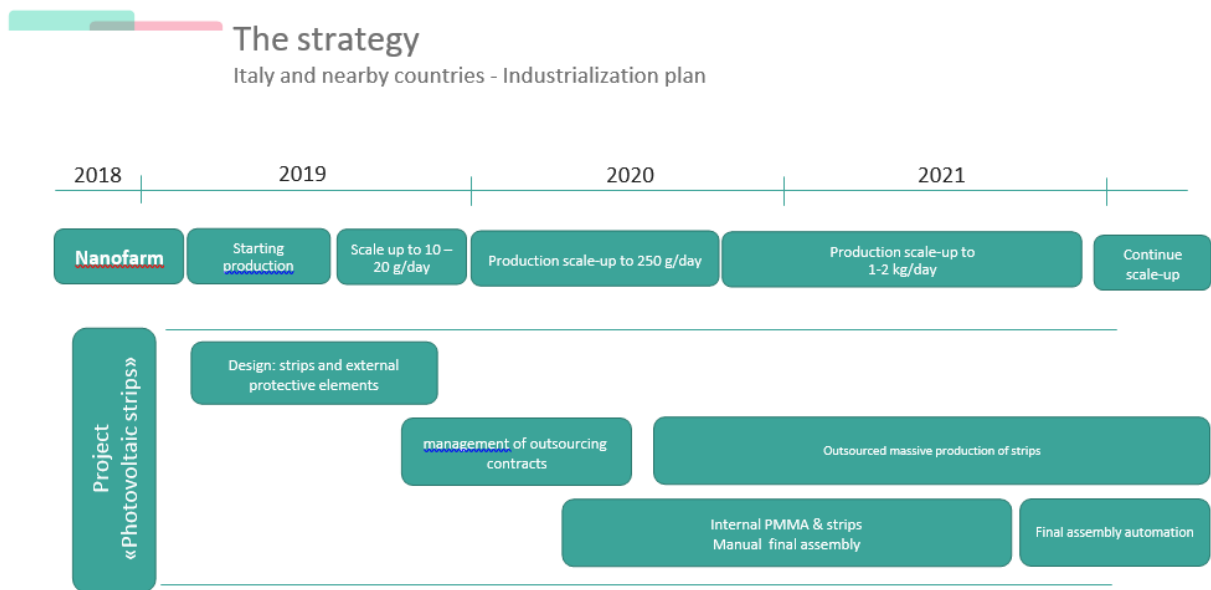 The strategy
Italy and nearby countries - Industrialization plan
2018
2019
2020
2021
Nanofarm
Starting
production
Scale up to 10 –
20 g/day
Production scale-up to 250 g/day
Production scale-up to
1-2 kg/day
Continue
scale-up
Project
«Photovoltaic strips»
Design: strips and external
protective elements
management of outsourcing
contracts
Outsourced massive production of strips
Internal PMMA & strips
Manual final assembly
Final assembly automation